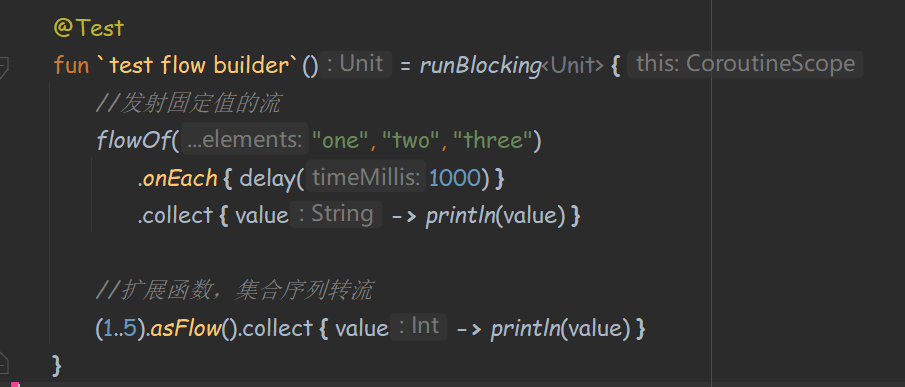 @Test
fun `test flow builder`() : Unit = runBlocking<Unit> { this: CoroutineScope
//发射固定值的流
flowOf( ...elements: "one", "two", "three")
.onEach { delay( timeMillis: 1000) }
.collect { value : String -> println(value) }
//扩展函数，集合序列转流
(1..5).asFlow().collect { value : Int -> println(value) }
}